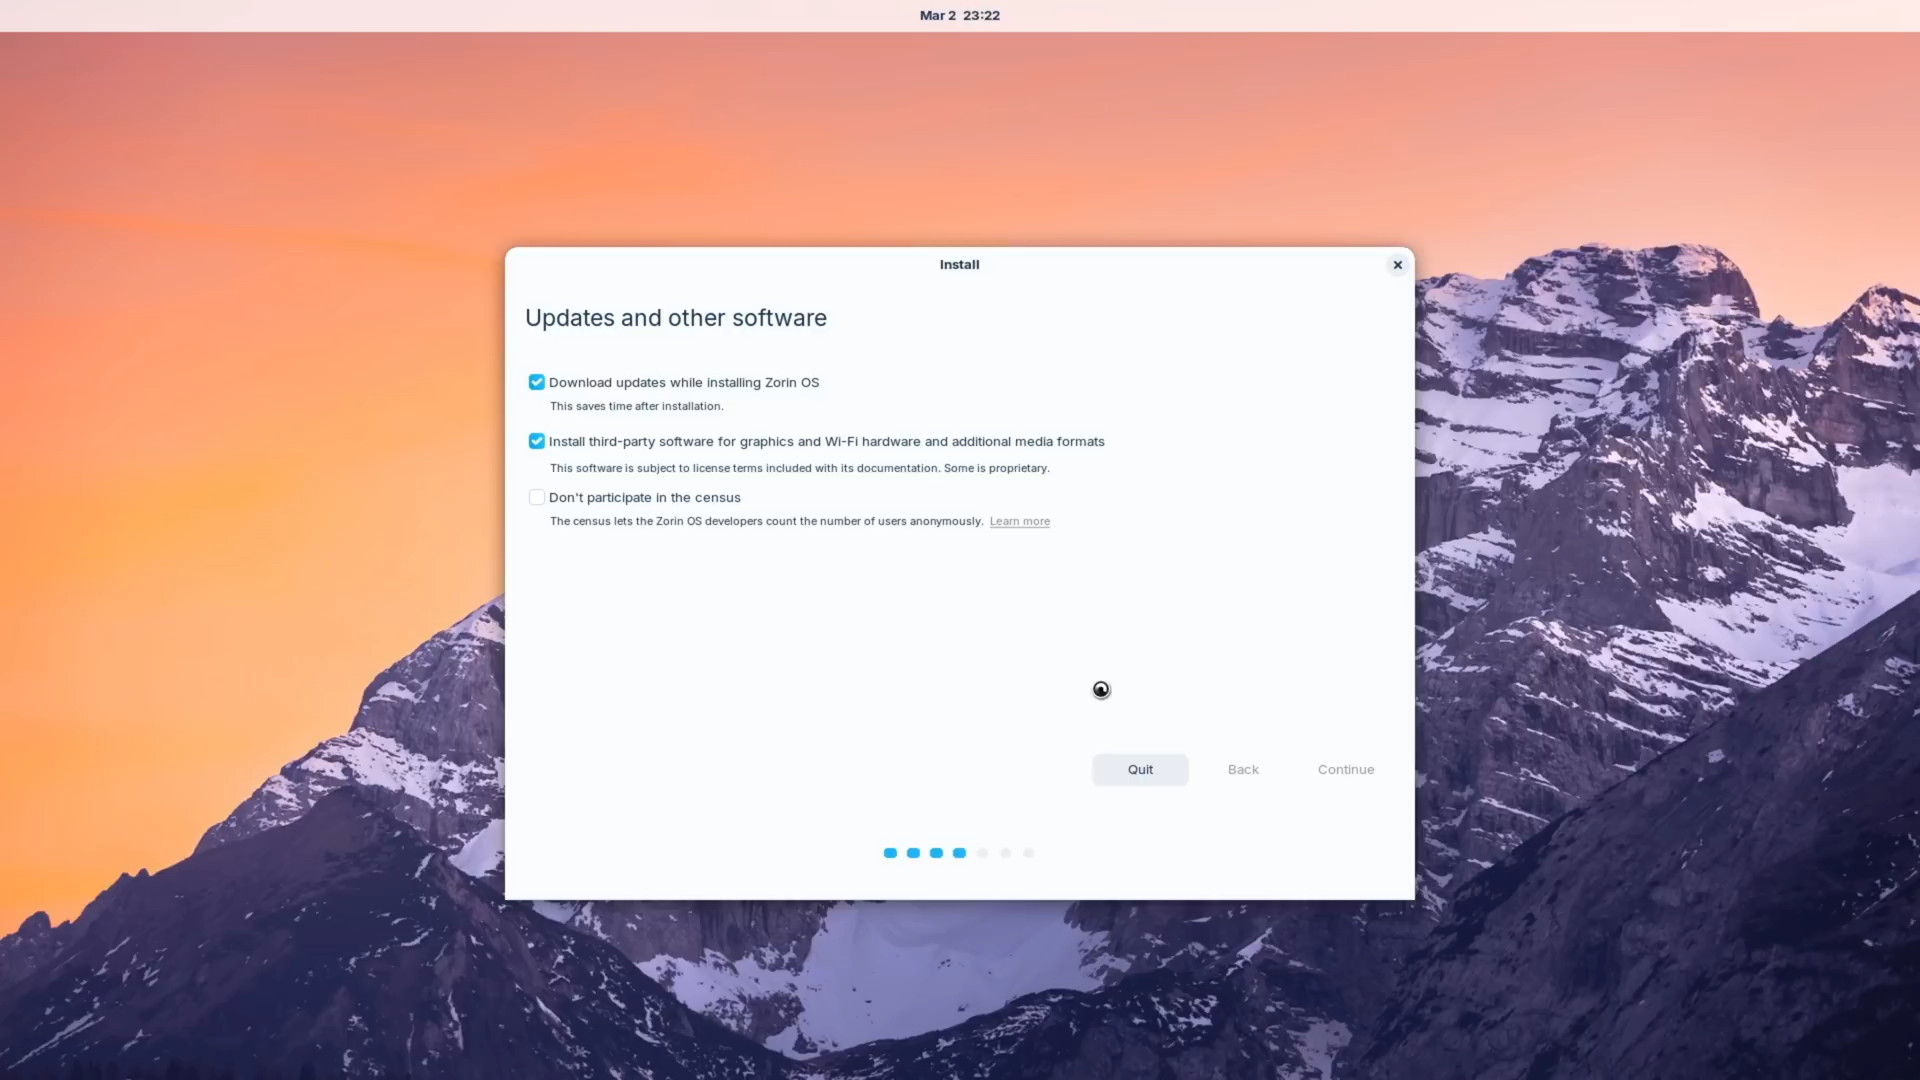 Mar 2 23:22
Install
Updates and other software
Download updates while installing Zorin OS
This saves time after installation.
Install third-party software for graphics and Wi-Fi hardware and additional media formats
This software is subject to license terms included with its documentation. Some is proprietary.
Don't participate in the census
The census lets the Zorin OS developers count the number of users anonymously. Learn more
Quit Back Continue